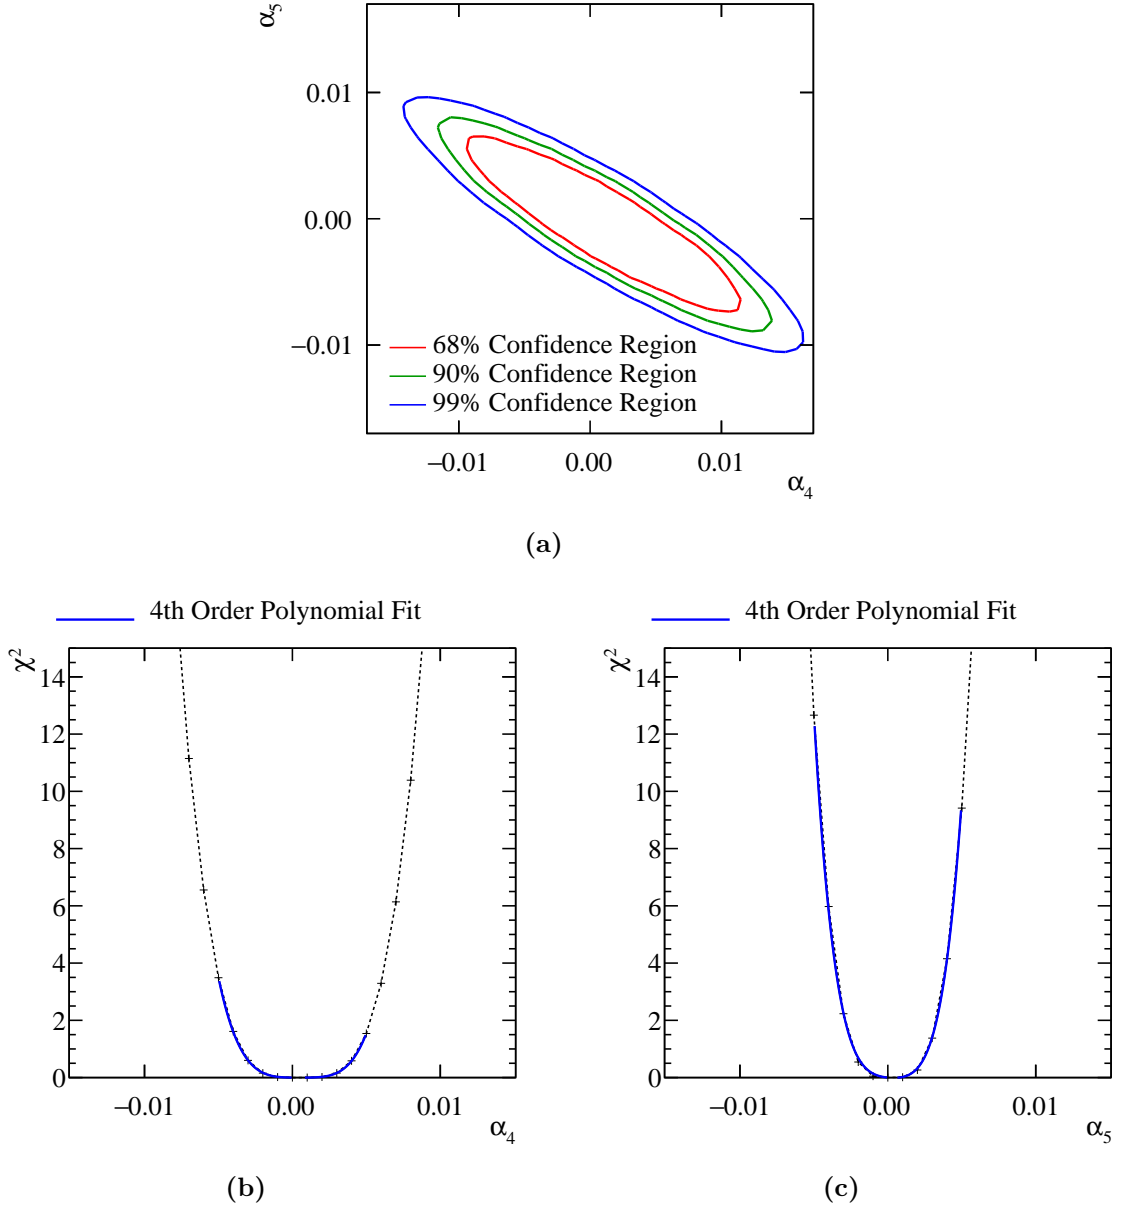 α5
0.01
0.00
−0.01
68% Confidence Region
90% Confidence Region
99% Confidence Region
−0.01 0.00 0.01
α4
(a)
4th Order Polynomial Fit
χ2
14
12
10
8
6
4
2
0
−0.01 0.00 0.01
α4
(b)
4th Order Polynomial Fit
χ2
14
12
10
8
6
4
2
0
−0.01 0.00 0.01
α5
(c)